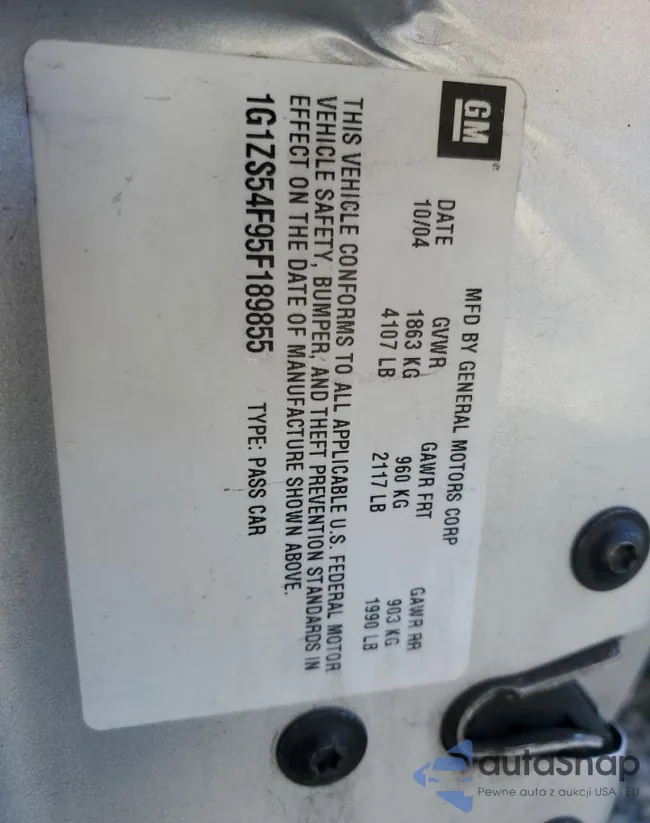 GM
MFD BY GENERAL MOTORS CORP
DATE GVWR GAWR FRT GAWR RR
10/04 1863 KG 960 KG 903 KG
4107 LB 2117 LB 1990 LB
THIS VEHICLE CONFORMS TO ALL APPLICABLE U.S. FEDERAL MOTOR
VEHICLE SAFETY, BUMPER, AND THEFT PREVENTION STANDARDS IN
EFFECT ON THE DATE OF MANUFACTURE SHOWN ABOVE.
1G1ZS54F95F189855 TYPE: PASS CAR
autaSnap
Pewne auto z aukcji USA i EU